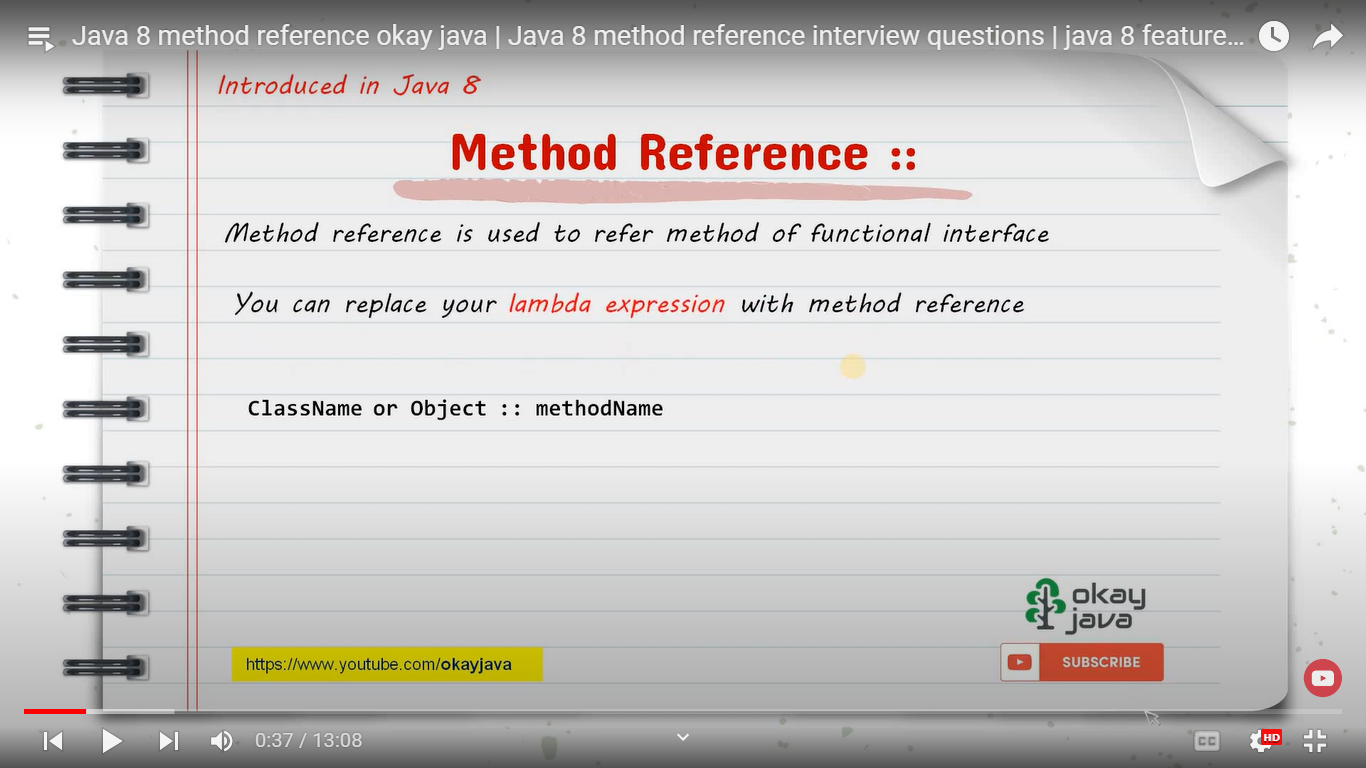 Java 8 method reference okay java | Java 8 method reference interview questions | java 8 feature...
Introduced in Java 8
Method Reference ::
Method reference is used to refer method of functional interface
You can replace your lambda expression with method reference
ClassName or Object :: methodName
okay
java
https://www.youtube.com/okayjava
SUBSCRIBE
0:37 / 13:08
CC
HD